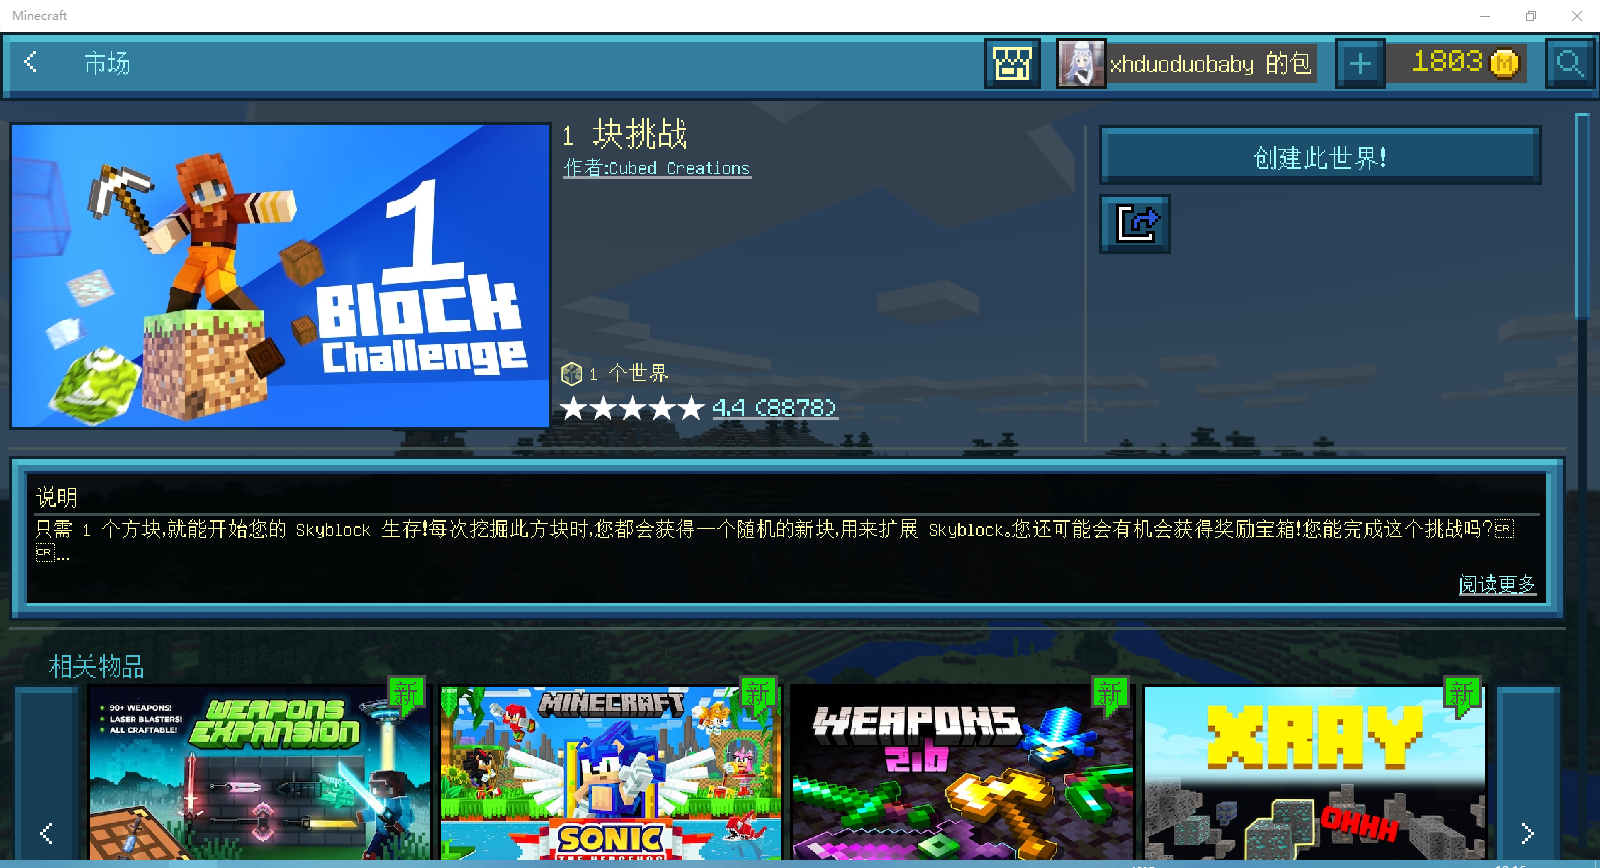 Minecraft
市场
xhduoduobaby 的包
1803
1 块挑战
作者:Cubed Creations
创建此世界!
1
Block
Challenge
1 个世界
4.4 (8878)
说明
只需 1 个方块,就能开始您的 Skyblock 生存!每次挖掘此方块时,您都会获得一个随机的新块,用来扩展 Skyblock。您还可能会有机会获得奖励宝箱!您能完成这个挑战吗?
...
阅读更多
相关物品
新
90+ WEAPONS!
LASER BLASTERS!
ALL CRAFTABLE!
WEAPONS
EXPANSION
新
MINECRAFT
SONIC
THE HEDGEHOG
新
WEAPONS
新
XRAY
OHHH